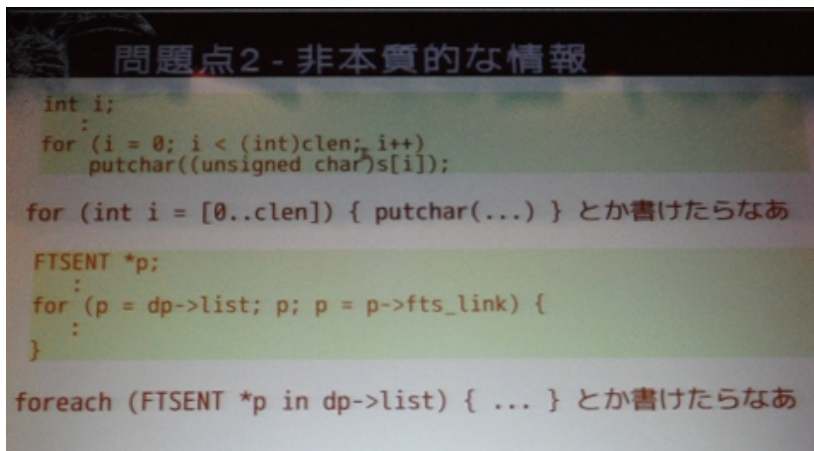 問題点2 - 非本質的な情報
int i;
:
for (i = 0; i < (int)clen; i++)
putchar((unsigned char)s[i]);
for (int i = [0..clen]) { putchar(...) } とか書けたらなあ
FTSENT *p;
:
for (p = dp->list; p; p = p->fts_link) {
:
}
foreach (FTSENT *p in dp->list) { ... } とか書けたらなあ